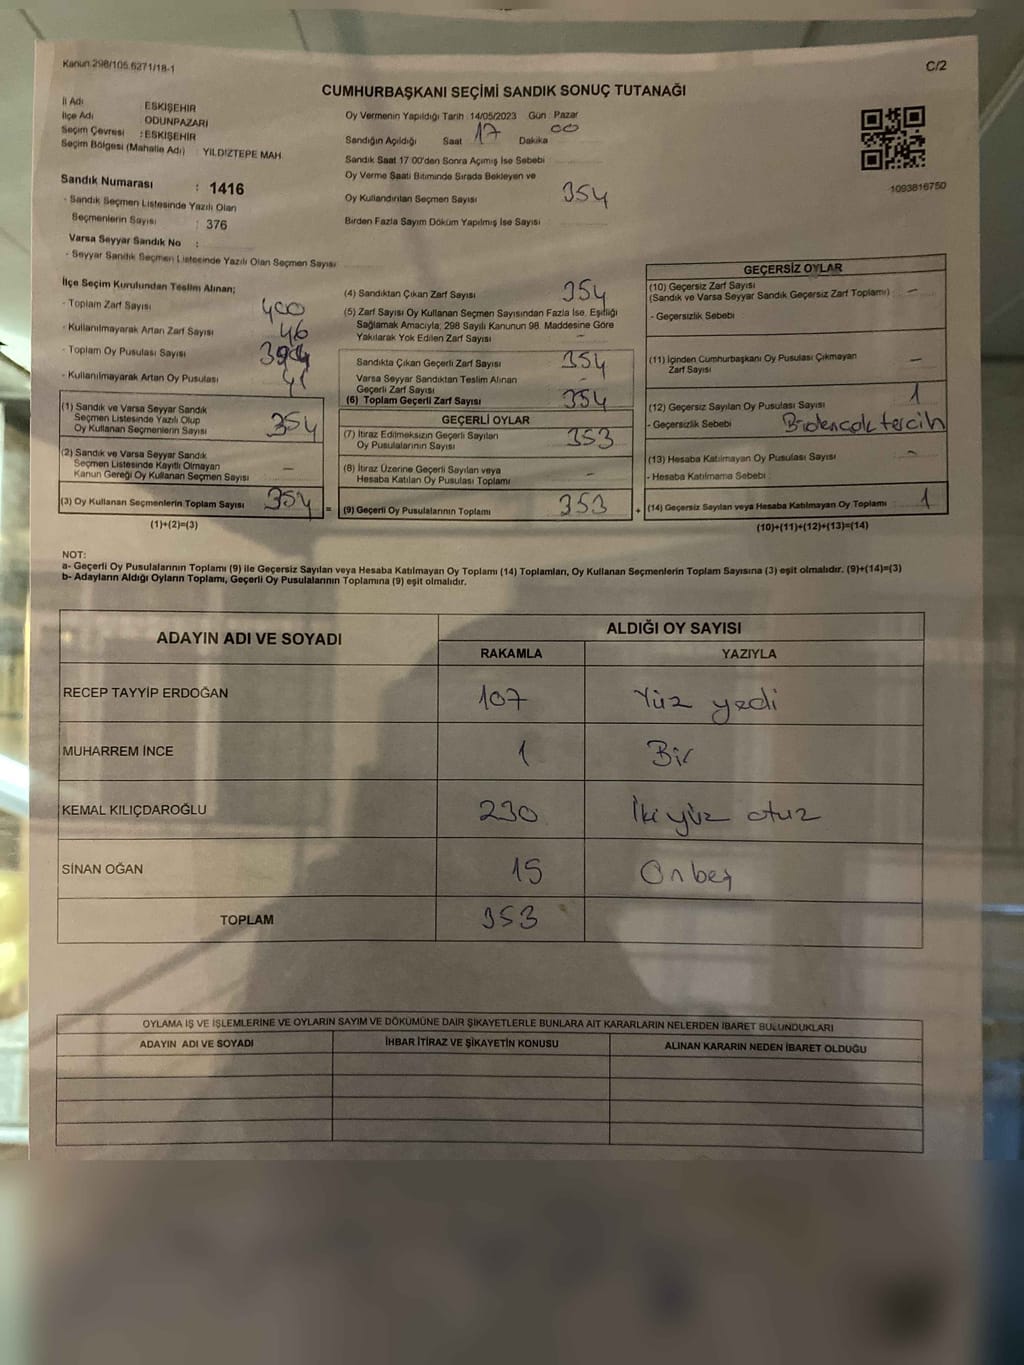 Kanun 298/105.6271/18-1
C/2
CUMHURBAŞKANI SEÇİMİ SANDIK SONUÇ TUTANAĞI
İl Adı : ESKİŞEHİR
İlçe Adı : ODUNPAZARI
Seçim Çevresi : ESKİŞEHİR
Seçim Bölgesi (Mahalle Adı) : YILDIZTEPE MAH.
Sandık Numarası : 1416
- Sandık Seçmen Listesinde Yazılı Olan
Seçmenlerin Sayısı : 376
Varsa Seyyar Sandık No :
- Seyyar Sandık Seçmen Listesinde Yazılı Olan Seçmen Sayısı
Oy Vermenin Yapıldığı Tarih : 14/05/2023 Gün : Pazar
Sandığın Açıldığı Saat 17 Dakika 00
Sandık Saat 17 00'den Sonra Açımış İse Sebebi
Oy Verme Saati Bitiminde Sırada Bekleyen ve
Oy Kullandırılan Seçmen Sayısı 354
Birden Fazla Sayım Döküm Yapılmış İse Sayısı
1093816750
İlçe Seçim Kurulundan Teslim Alınan;
- Toplam Zarf Sayısı 400
- Kullanılmayarak Artan Zarf Sayısı 46
- Toplam Oy Pusulası Sayısı
- Kullanılmayarak Artan Oy Pusulası 41
(1) Sandık ve Varsa Seyyar Sandık
Seçmen Listesinde Yazılı Olup
Oy Kullanan Seçmenlerin Sayısı 354
(2) Sandık ve Varsa Seyyar Sandık
Seçmen Listesinde Kayıtlı Olmayan
Kanun Gereği Oy Kullanan Seçmen Sayısı –
(3) Oy Kullanan Seçmenlerin Toplam Sayısı 354 =
(1)+(2)=(3)
(4) Sandıktan Çıkan Zarf Sayısı 354
(5) Zarf Sayısı Oy Kullanan Seçmen Sayısından Fazla İse, Eşitliği
Sağlamak Amacıyla; 298 Sayılı Kanunun 98. Maddesine Göre
Yakılarak Yok Edilen Zarf Sayısı –
Sandıkta Çıkan Geçerli Zarf Sayısı 354
Varsa Seyyar Sandıktan Teslim Alınan
Geçerli Zarf Sayısı –
(6) Toplam Geçerli Zarf Sayısı 354
GEÇERLİ OYLAR
(7) İtiraz Edilmeksizin Geçerli Sayılan
Oy Pusulalarının Sayısı 353
(8) İtiraz Üzerine Geçerli Sayılan veya
Hesaba Katılan Oy Pusulası Toplamı –
(9) Geçerli Oy Pusulalarının Toplamı 353 +
GEÇERSİZ OYLAR
(10) Geçersiz Zarf Sayısı
(Sandık ve Varsa Seyyar Sandık Geçersiz Zarf Toplamı) –
- Geçersizlik Sebebi
(11) İçinden Cumhurbaşkanı Oy Pusulası Çıkmayan
Zarf Sayısı –
(12) Geçersiz Sayılan Oy Pusulası Sayısı 1
- Geçersizlik Sebebi Birdençok tercih
(13) Hesaba Katılmayan Oy Pusulası Sayısı –
- Hesaba Katılmama Sebebi
(14) Geçersiz Sayılan veya Hesaba Katılmayan Oy Toplamı 1
(10)+(11)+(12)+(13)=(14)
NOT:
a- Geçerli Oy Pusulalarının Toplamı (9) ile Geçersiz Sayılan veya Hesaba Katılmayan Oy Toplamı (14) Toplamları, Oy Kullanan Seçmenlerin Toplam Sayısına (3) eşit olmalıdır. (9)+(14)=(3)
b- Adayların Aldığı Oyların Toplamı, Geçerli Oy Pusulalarının Toplamına (9) eşit olmalıdır.
ADAYIN ADI VE SOYADI
ALDIĞI OY SAYISI
RAKAMLA YAZIYLA
RECEP TAYYİP ERDOĞAN 107 Yüz yedi
MUHARREM İNCE 1 Bir
KEMAL KILIÇDAROĞLU 230 İki yüz otuz
SİNAN OĞAN 15 Onbeş
TOPLAM 353
OYLAMA İŞ VE İŞLEMLERİNE VE OYLARIN SAYIM VE DÖKÜMÜNE DAİR ŞİKAYETLERLE BUNLARA AİT KARARLARIN NELERDEN İBARET BULUNDUKLARI
ADAYIN ADI VE SOYADI İHBAR İTİRAZ VE ŞİKAYETİN KONUSU ALINAN KARARIN NEDEN İBARET OLDUĞU